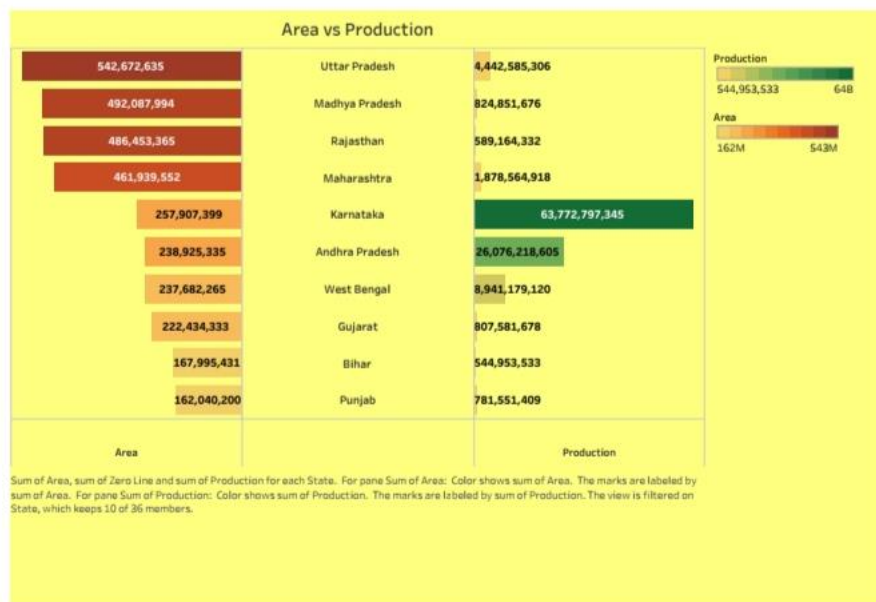 Area vs Production
542,672,635 Uttar Pradesh 4,442,585,306
492,087,994 Madhya Pradesh 824,851,676
486,453,365 Rajasthan 589,164,332
461,939,552 Maharashtra 1,878,564,918
257,907,399 Karnataka 63,772,797,345
238,925,335 Andhra Pradesh 26,076,218,605
237,682,265 West Bengal 8,941,179,120
222,434,333 Gujarat 807,581,678
167,995,431 Bihar 544,953,533
162,040,200 Punjab 781,551,409
Area Production
Production
544,953,533 64B
Area
162M 543M
Sum of Area, sum of Zero Line and sum of Production for each State. For pane Sum of Area: Color shows sum of Area. The marks are labeled by
sum of Area. For pane Sum of Production: Color shows sum of Production. The marks are labeled by sum of Production. The view is filtered on
State, which keeps 10 of 36 members.